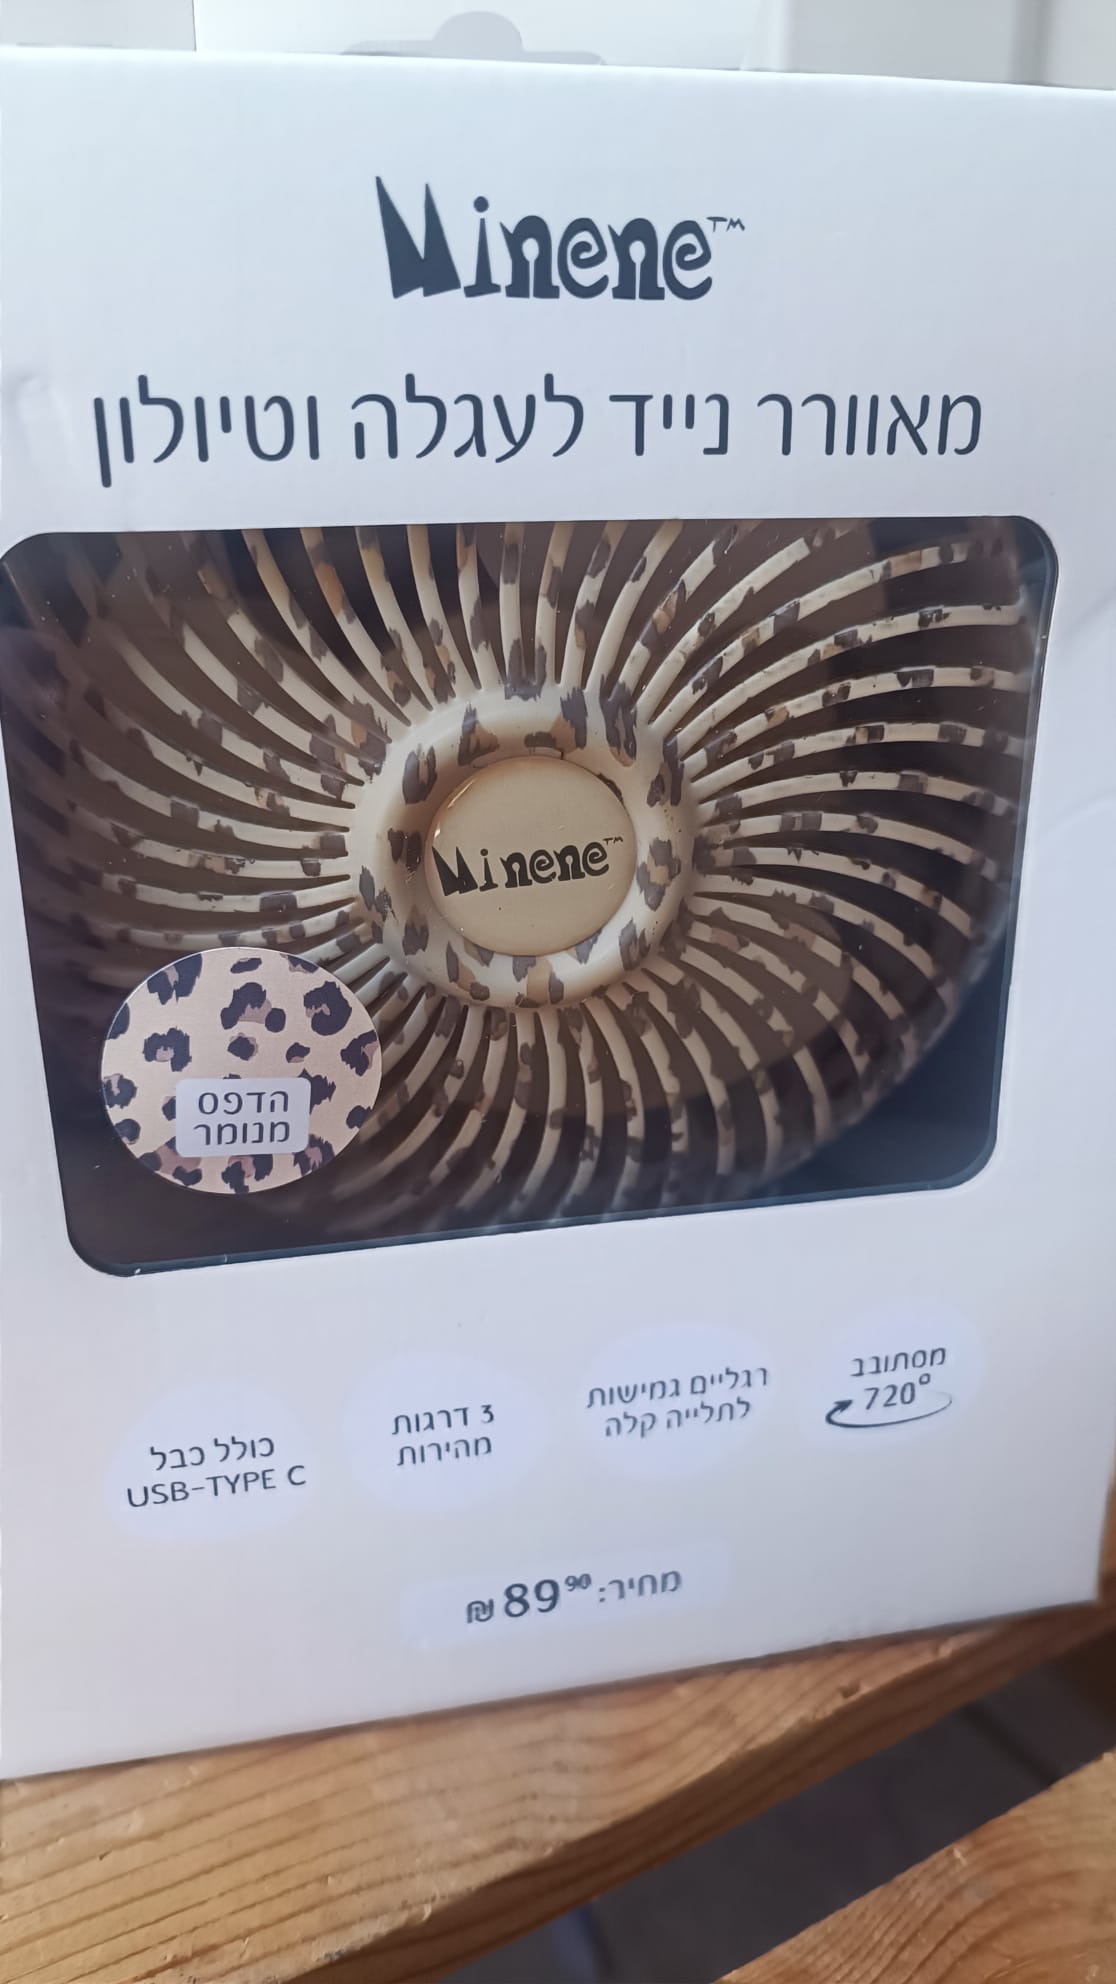 Minene™
מאוורר נייד לעגלה וטיולון
Minene™
הדפס
מנומר
מסתובב
720°
רגליים גמישות
לתלייה קלה
3 דרגות
מהירות
כולל כבל
USB-TYPE C
מחיר: 89⁹⁰ ₪